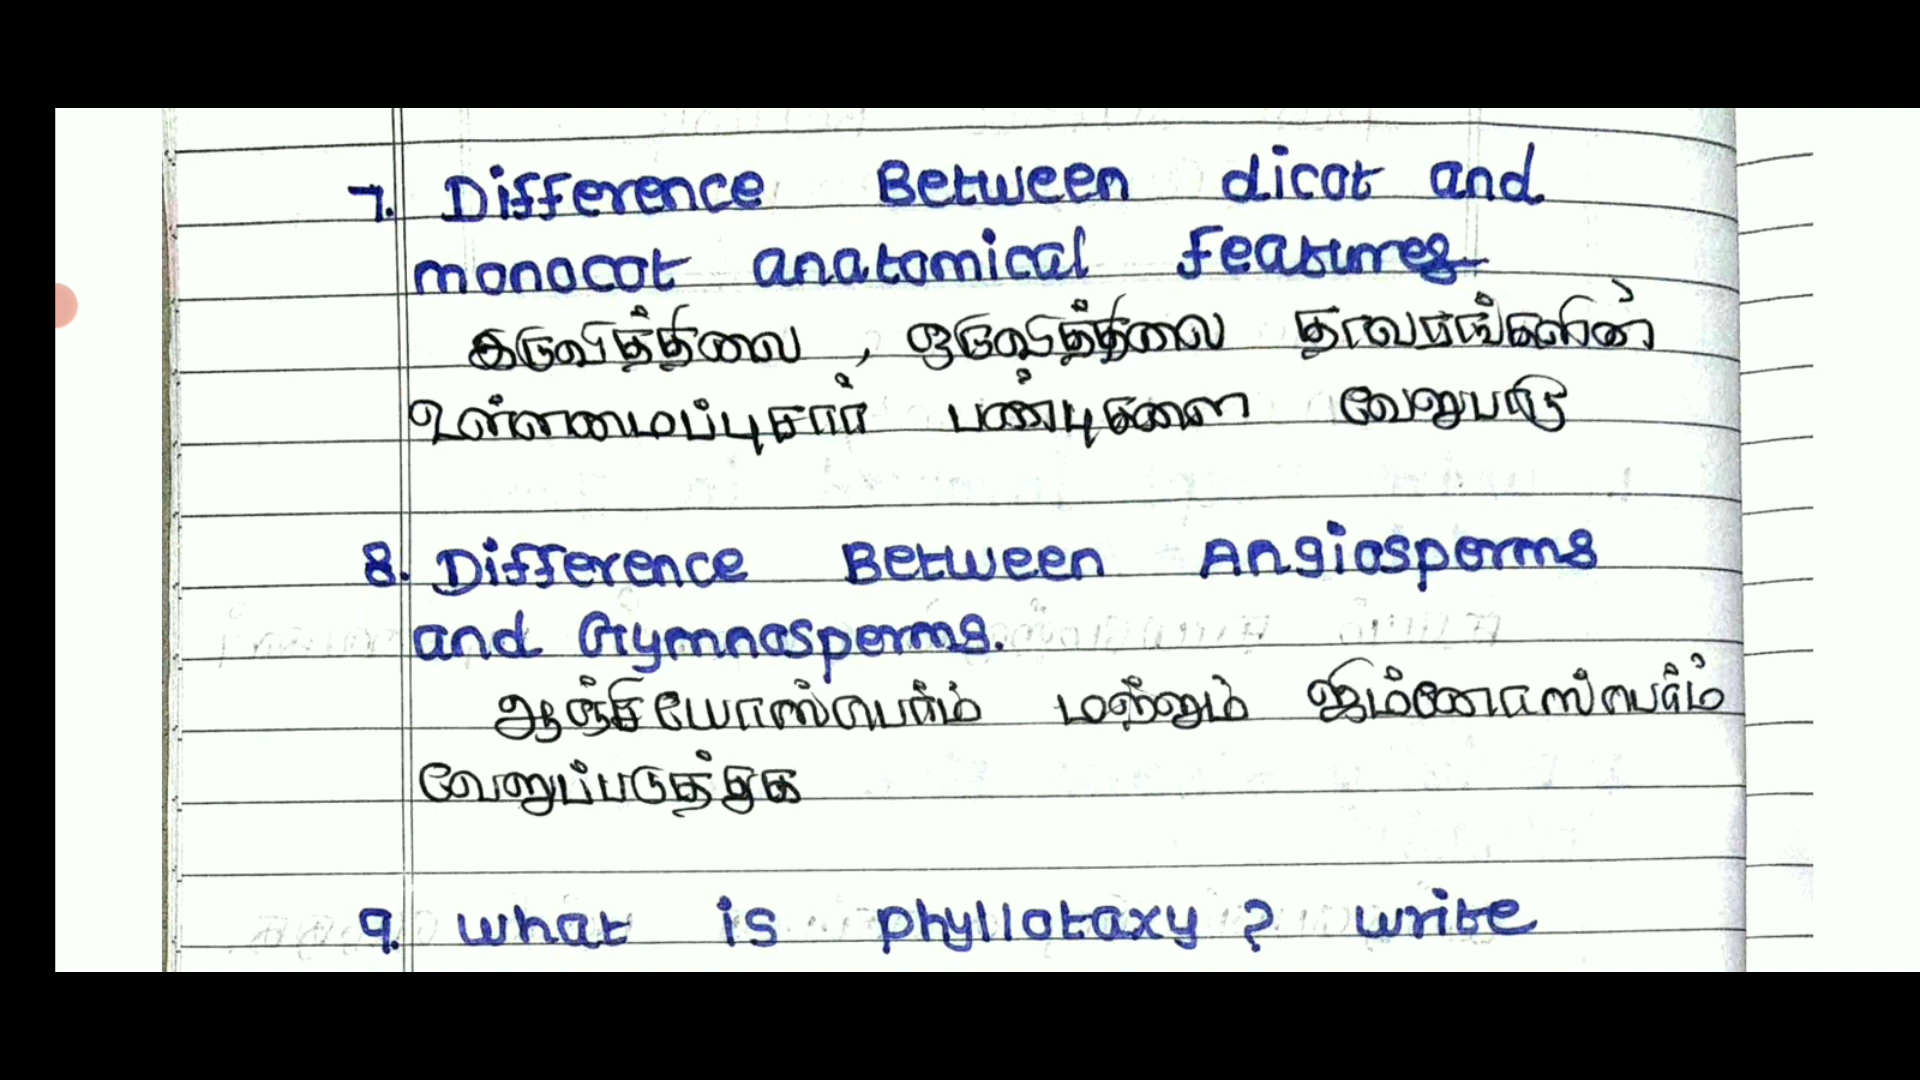 7. Difference Between dicot and
monocot anatomical features
இருவித்திலை , ஒருவித்திலை தாவரங்களின்
உள்ளமைப்புசார் பண்புகளை வேறுபாடு
8. Difference Between Angiosperms
and Gymnosperms.
ஆஞ்சியோஸ்பெர்ம் மற்றும் ஜிம்னோஸ்பெர்ம்
வேறுப்படுத்துக
9. what is phyllotaxy? write